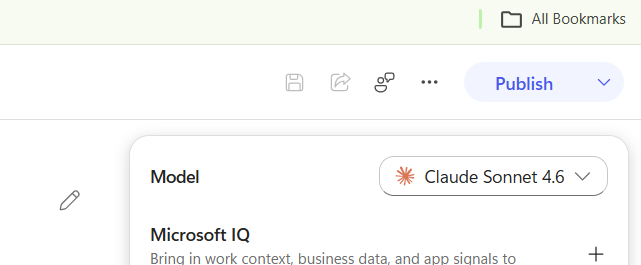 All Bookmarks
Publish
Model
Claude Sonnet 4.6
Microsoft IQ
Bring in work context, business data, and app signals to